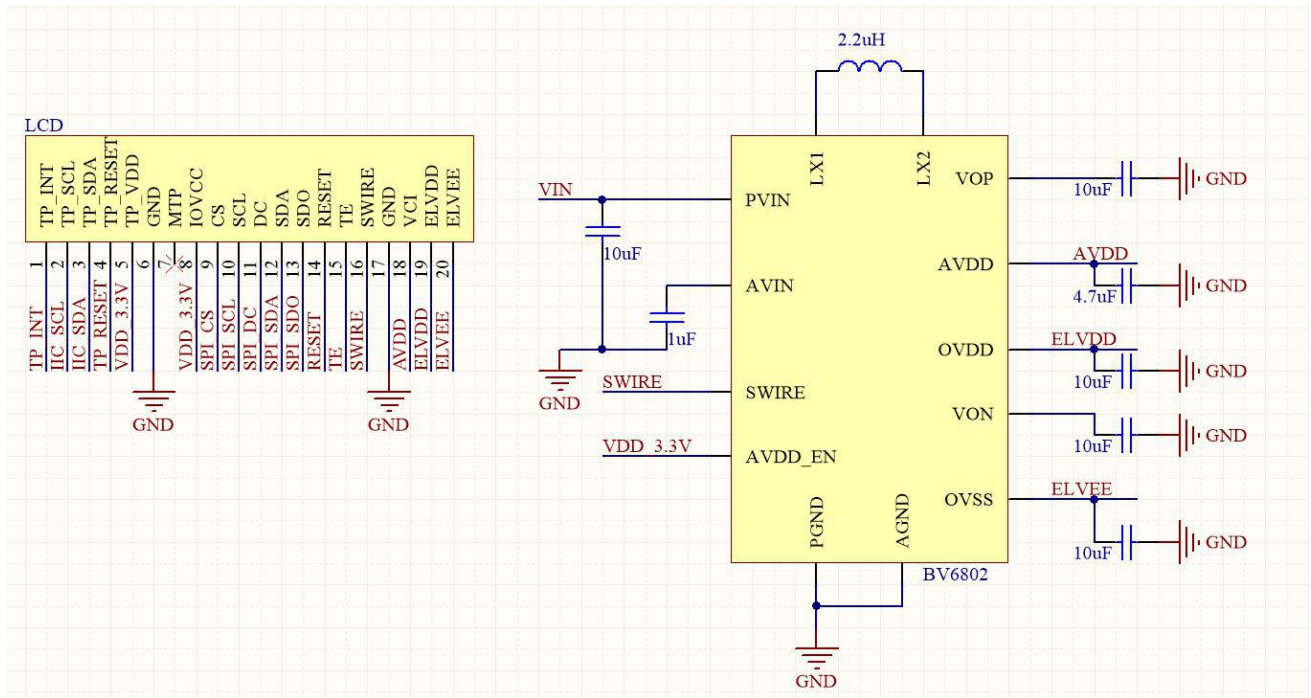 LCD
TP_INT
TP_SCL
TP_SDA
TP_RESET
TP_VDD
GND
MTP
IOVCC
CS
SCL
DC
SDA
SDO
RESET
TE
SWIRE
GND
VCI
ELVDD
ELVEE
1
2
3
4
5
6
7
8
9
10
11
12
13
14
15
16
17
18
19
20
TP_INT
IIC_SCL
IIC_SDA
TP_RESET
VDD_3.3V
VDD_3.3V
SPI_CS
SPI_SCL
SPI_DC
SPI_SDA
SPI_SDO
RESET
TE
SWIRE
AVDD
ELVDD
ELVEE
GND
GND
2.2uH
LX1
LX2
VIN
PVIN
10uF
AVIN
1uF
GND
SWIRE
SWIRE
VDD_3.3V
AVDD_EN
PGND
AGND
GND
BV6802
VOP
10uF
GND
AVDD
AVDD
4.7uF
GND
OVDD
ELVDD
10uF
GND
VON
10uF
GND
OVSS
ELVEE
10uF
GND